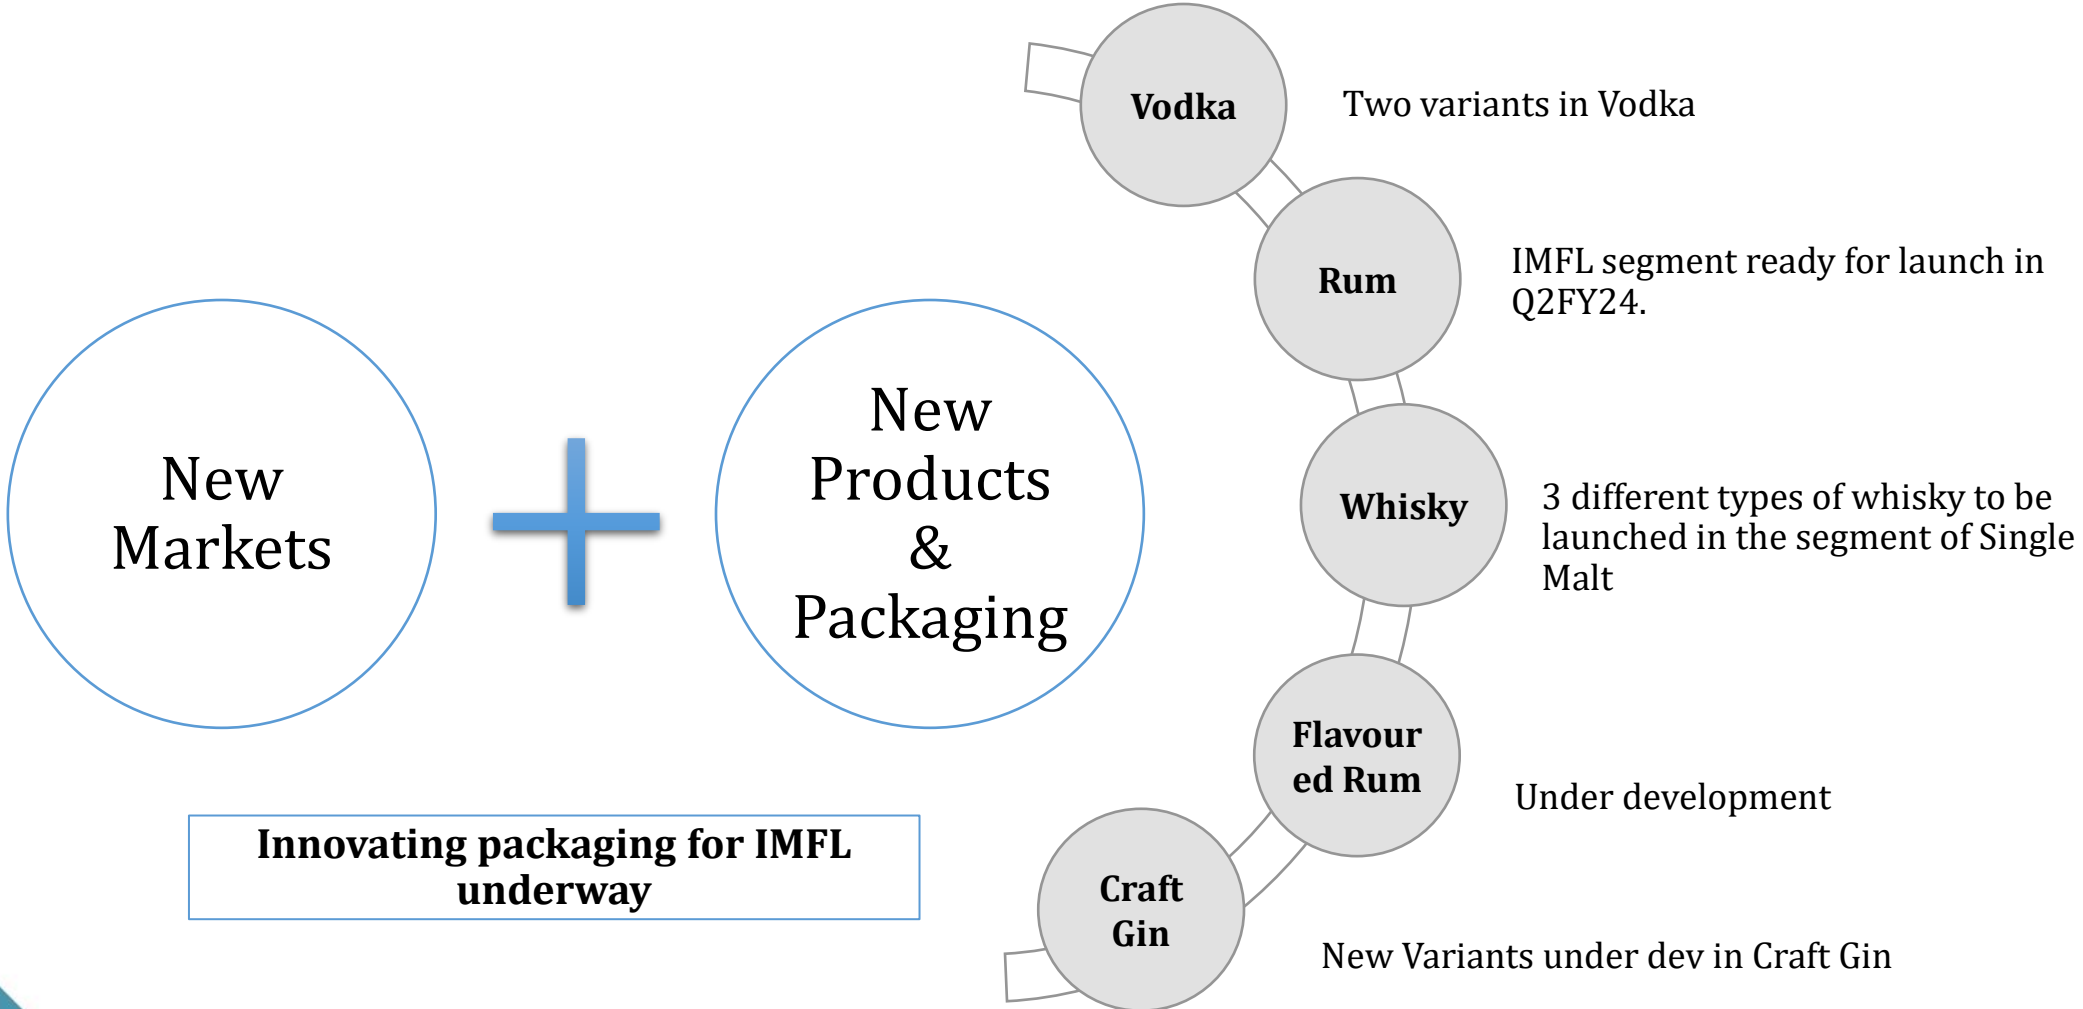 New
Markets
New
Products
&
Packaging
Innovating packaging for IMFL
underway
Vodka
Two variants in Vodka
Rum
IMFL segment ready for launch in
Q2FY24.
Whisky
3 different types of whisky to be
launched in the segment of Single
Malt
Flavour
ed Rum
Under development
Craft
Gin
New Variants under dev in Craft Gin